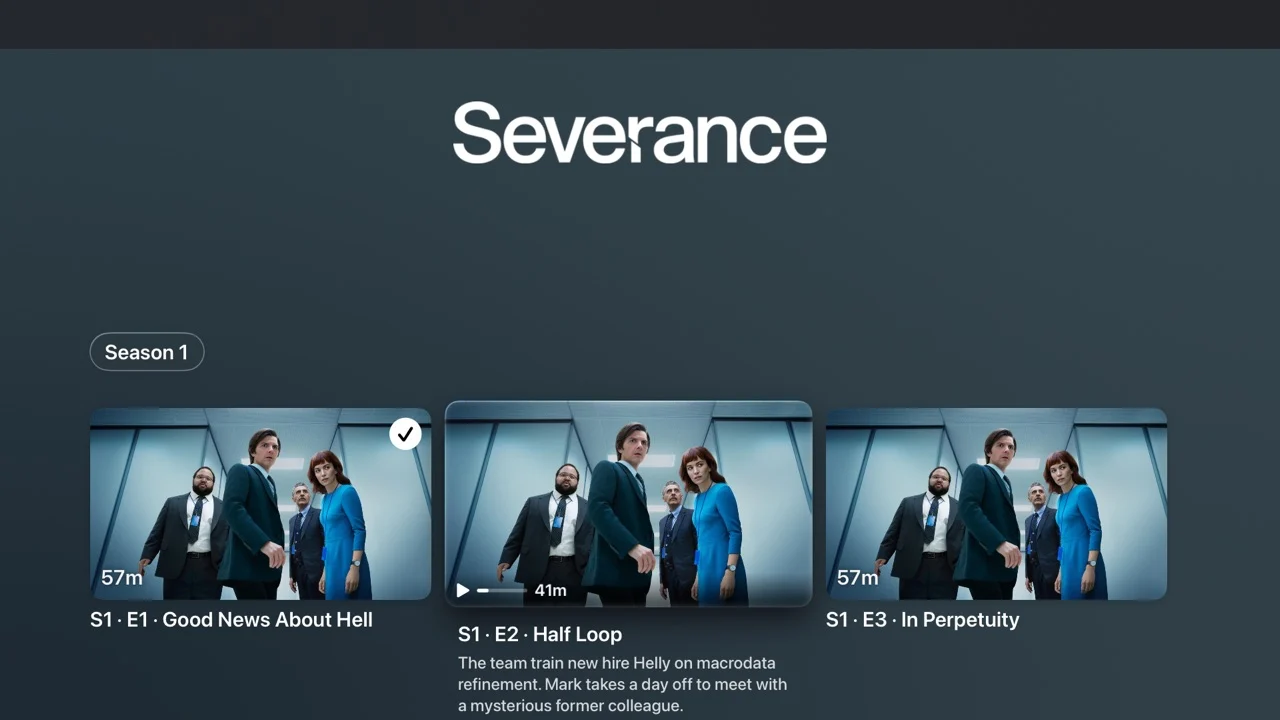 Severance
Season 1
57m
41m
57m
S1 · E1 · Good News About Hell
S1 · E2 · Half Loop
The team train new hire Helly on macrodata
refinement. Mark takes a day off to meet with
a mysterious former colleague.
S1 · E3 · In Perpetuity